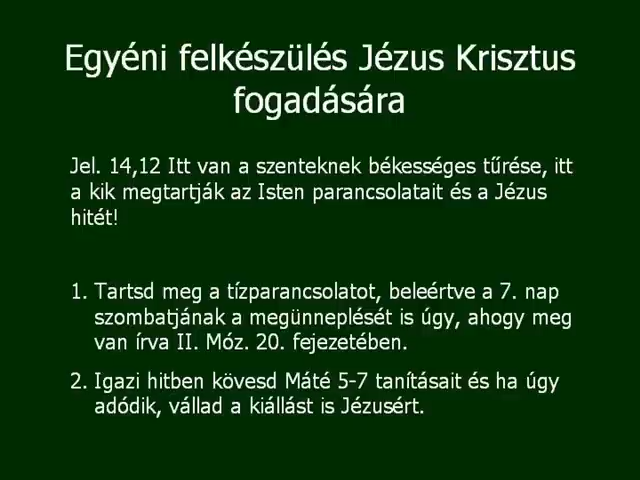 Egyéni felkészülés Jézus Krisztus
fogadására
Jel. 14,12 Itt van a szenteknek békességes tűrése, itt
a kik megtartják az Isten parancsolatait és a Jézus
hitét!
1. Tartsd meg a tízparancsolatot, beleértve a 7. nap
szombatjának a megünneplését is úgy, ahogy meg
van írva II. Móz. 20. fejezetében.
2. Igazi hitben kövesd Máté 5-7 tanításait és ha úgy
adódik, vállad a kiállást is Jézusért.